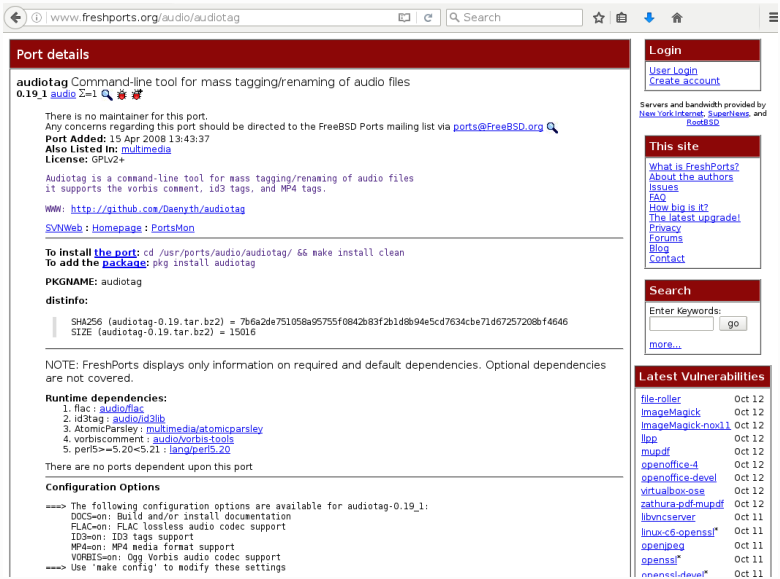 www.freshports.org/audio/audiotag
Search
Port details
audiotag Command-line tool for mass tagging/renaming of audio files
0.19_1 audio Σ=1
There is no maintainer for this port.
Any concerns regarding this port should be directed to the FreeBSD Ports mailing list via ports@FreeBSD.org
Port Added: 15 Apr 2008 13:43:37
Also Listed In: multimedia
License: GPLv2+
Audiotag is a command-line tool for mass tagging/renaming of audio files
it supports the vorbis comment, id3 tags, and MP4 tags.
WWW: http://github.com/Daenyth/audiotag
SVNWeb : Homepage : PortsMon
To install the port: cd /usr/ports/audio/audiotag/ && make install clean
To add the package: pkg install audiotag
PKGNAME: audiotag
distinfo:
SHA256 (audiotag-0.19.tar.bz2) = 7b6a2de751058a95755f0842b83f2b1d8b94e5cd7634cbe71d67257208bf4646
SIZE (audiotag-0.19.tar.bz2) = 15016
NOTE: FreshPorts displays only information on required and default dependencies. Optional dependencies
are not covered.
Runtime dependencies:
1. flac : audio/flac
2. id3tag : audio/id3lib
3. AtomicParsley : multimedia/atomicparsley
4. vorbiscomment : audio/vorbis-tools
5. perl5>=5.20<5.21 : lang/perl5.20
There are no ports dependent upon this port
Configuration Options
===> The following configuration options are available for audiotag-0.19_1:
DOCS=on: Build and/or install documentation
FLAC=on: FLAC lossless audio codec support
ID3=on: ID3 tags support
MP4=on: MP4 media format support
VORBIS=on: Ogg Vorbis audio codec support
===> Use 'make config' to modify these settings
Login
User Login
Create account
Servers and bandwidth provided by
New York Internet, SuperNews, and
RootBSD
This site
What is FreshPorts?
About the authors
Issues
FAQ
How big is it?
The latest upgrade!
Privacy
Forums
Blog
Contact
Search
Enter Keywords:
go
more...
Latest Vulnerabilities
file-roller Oct 12
ImageMagick Oct 12
ImageMagick-nox11 Oct 12
llpp Oct 12
mupdf Oct 12
openoffice-4 Oct 12
openoffice-devel Oct 12
virtualbox-ose Oct 12
zathura-pdf-mupdf Oct 12
libvncserver Oct 11
linux-c6-openssl* Oct 11
openjpeg Oct 11
openssl* Oct 11
openssl-devel* Oct 11